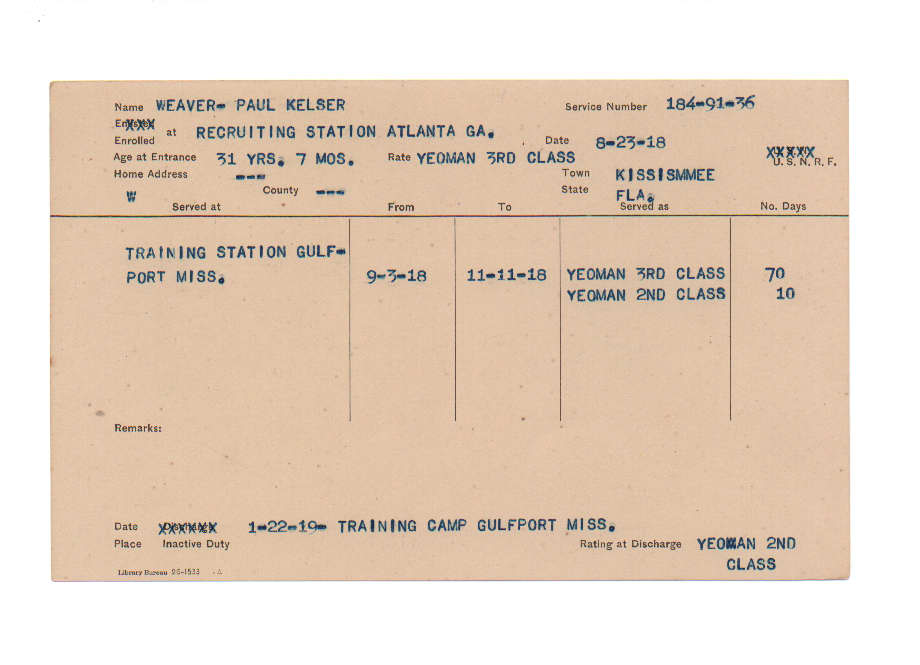 Name WEAVER- PAUL KELSER Service Number 184-91-36
Enlisted XXX
Enrolled at RECRUITING STATION ATLANTA GA. Date 8-23-18
Age at Entrance 31 YRS. 7 MOS. Rate YEOMAN 3RD CLASS XXXXX U. S. N. R. F.
Home Address --- Town KISSISMMEE
W County --- State FLA.
Served at From To Served as No. Days
TRAINING STATION GULF-
PORT MISS. 9-3-18 11-11-18 YEOMAN 3RD CLASS 70
YEOMAN 2ND CLASS 10
Remarks:
Date XXXXXX 1-22-19- TRAINING CAMP GULFPORT MISS.
Place Inactive Duty Rating at Discharge YEOMAN 2ND
CLASS
Library Bureau 26-1533